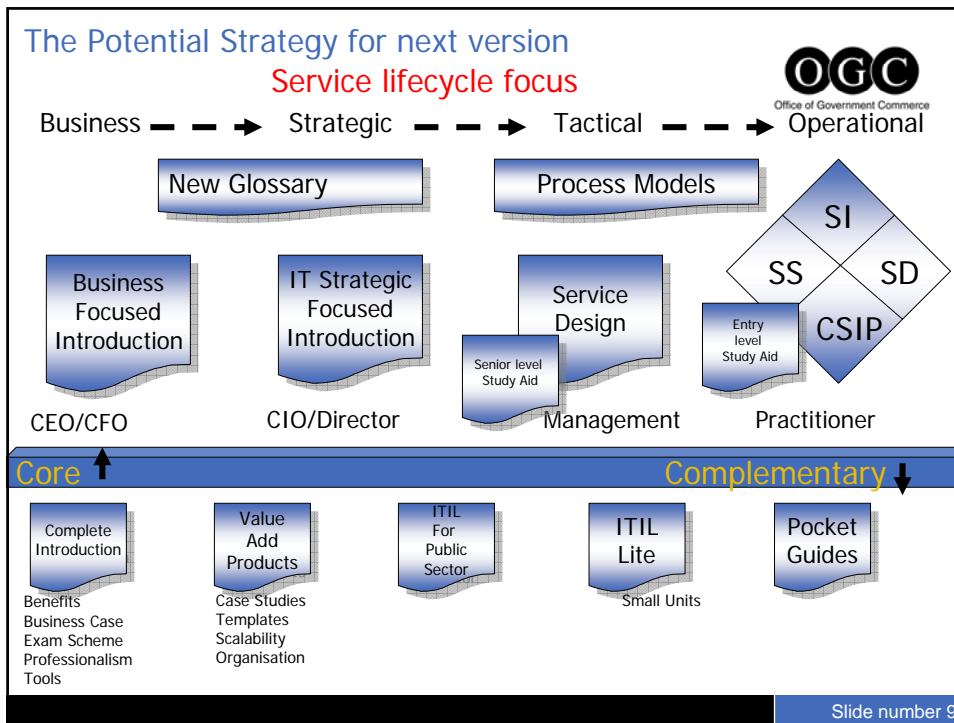 The Potential Strategy for next version
Service lifecycle focus
OGC
Office of Government Commerce
Business
Strategic
Tactical
Operational
New Glossary
Process Models
SI
SS
SD
CSIP
Business
Focused
Introduction
IT Strategic
Focused
Introduction
Service
Design
Senior level
Study Aid
Entry
level
Study Aid
CEO/CFO
CIO/Director
Management
Practitioner
Core
Complementary
Complete
Introduction
Value
Add
Products
ITIL
For
Public
Sector
ITIL
Lite
Pocket
Guides
Benefits
Business Case
Exam Scheme
Professionalism
Tools
Case Studies
Templates
Scalability
Organisation
Small Units
Slide number 9